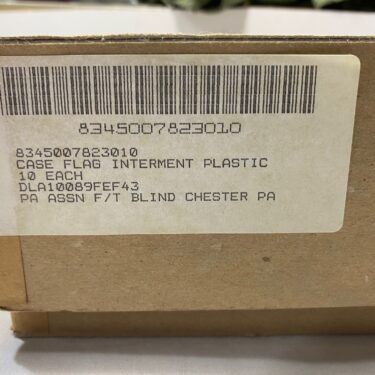 8345007823010
8345007823010
CASE FLAG INTERMENT PLASTIC
10 EACH
DLA10089FEF43
PA ASSN F/T BLIND CHESTER PA